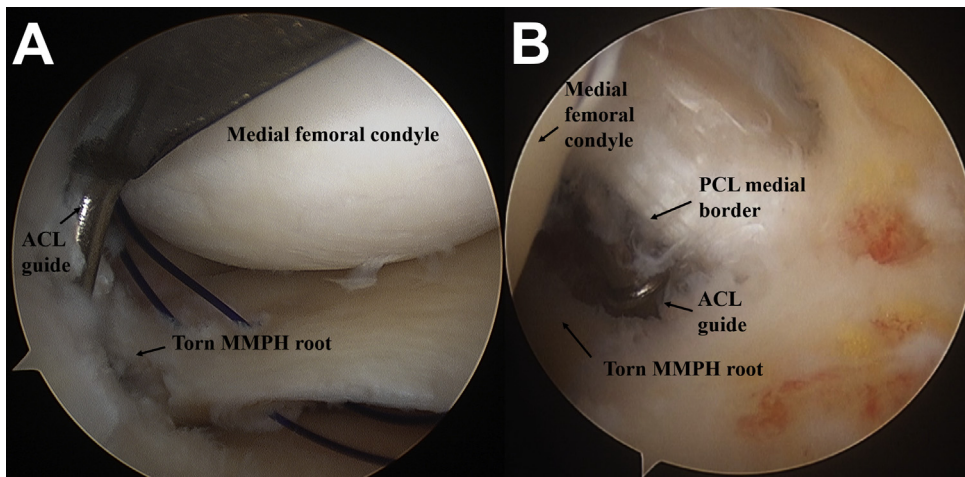 A
Medial femoral condyle
ACL
guide
Torn MMPH root
B
Medial
femoral
condyle
PCL medial
border
ACL
guide
Torn MMPH root